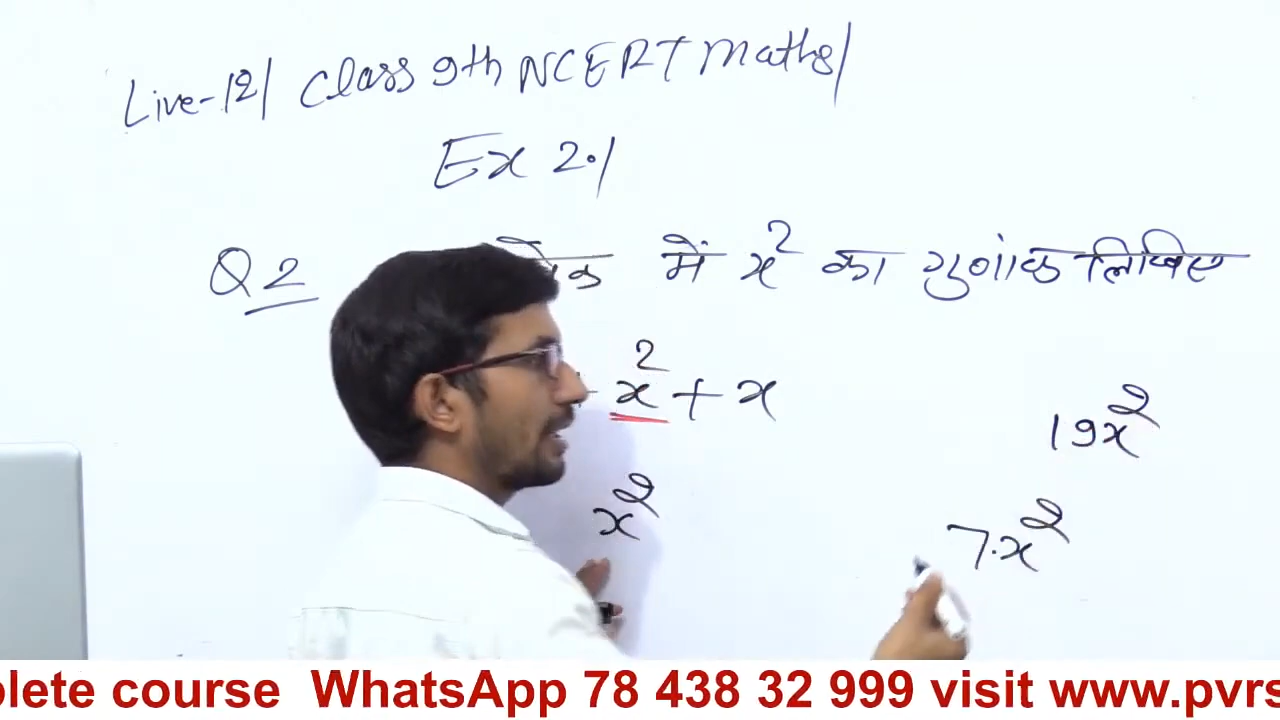 Live-12/ Class 9th NCERT Maths/
Ex 2.1
Q2 में x² का गुणांक लिखिए
x² + x
19x²
x²
7.x²
complete course WhatsApp 78 438 32 999 visit www.pvrs